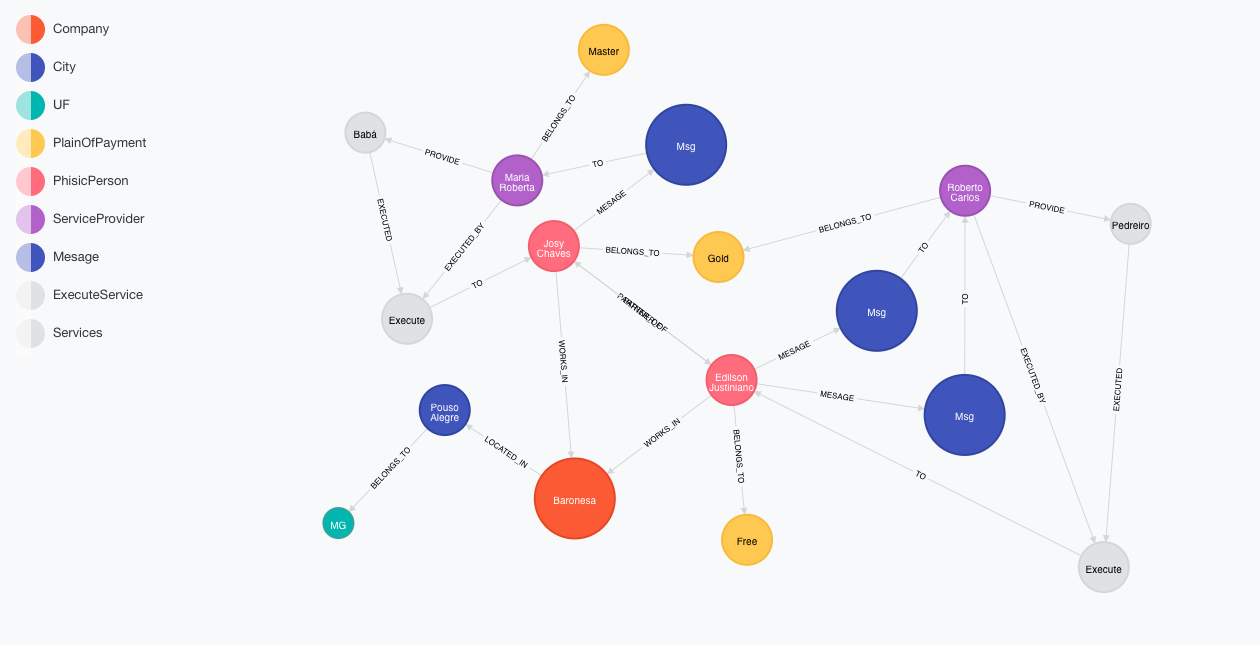 Company
City
UF
PlainOfPayment
PhisicPerson
ServiceProvider
Mesage
ExecuteService
Services
Master
BELONGS_TO
Babá
PROVIDE
Maria
Roberta
TO
Msg
MESAGE
EXECUTED
EXECUTED_BY
Josy
Chaves
BELONGS_TO
Gold
BELONGS_TO
Roberto
Carlos
PROVIDE
Pedreiro
TO
Execute
TO
Msg
TO
WORKS_IN
MESAGE
Edilson
Justiniano
MESAGE
Msg
EXECUTED_BY
EXECUTED
Pouso
Alegre
LOCATED_IN
BELONGS_TO
WORKS_IN
BELONGS_TO
TO
Baronesa
MG
Free
Execute